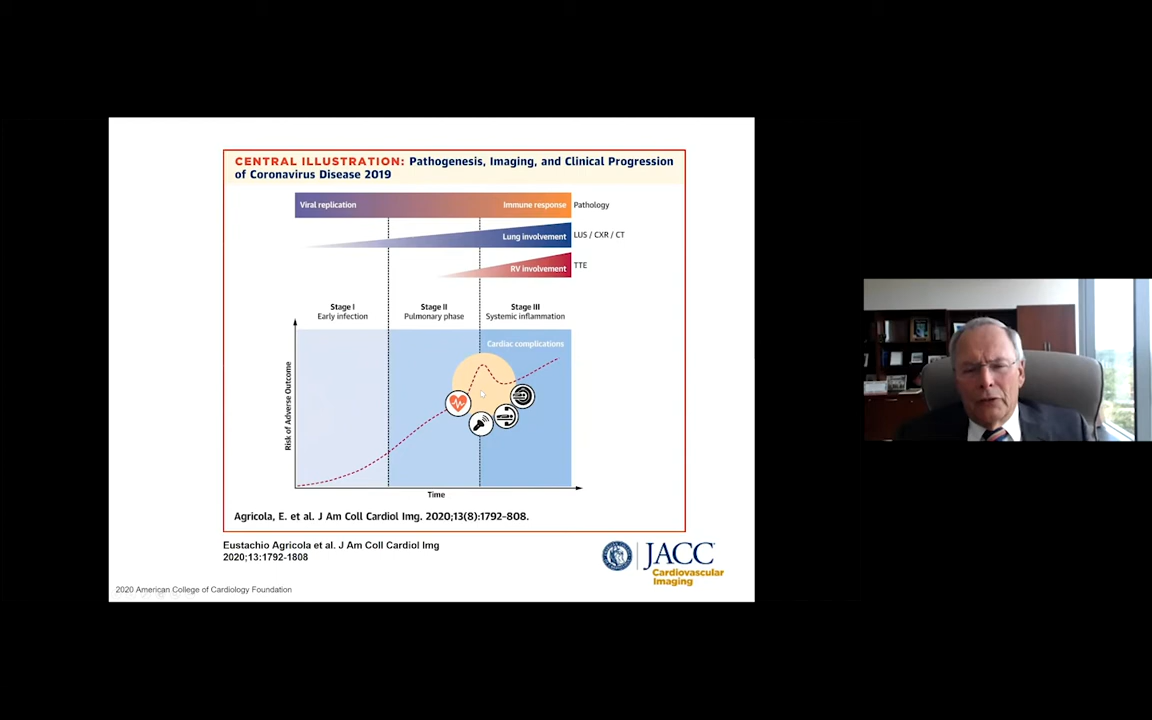 CENTRAL ILLUSTRATION: Pathogenesis, Imaging, and Clinical Progression
of Coronavirus Disease 2019
Viral replication
Immune response
Pathology
Lung involvement
LUS / CXR / CT
RV involvement
TTE
Stage I
Early infection
Stage II
Pulmonary phase
Stage III
Systemic inflammation
Cardiac complications
Risk of Adverse Outcome
Time
Agricola, E. et al. J Am Coll Cardiol Img. 2020;13(8):1792–808.
Eustachio Agricola et al. J Am Coll Cardiol Img
2020;13:1792-1808
JACC
Cardiovascular
Imaging
2020 American College of Cardiology Foundation